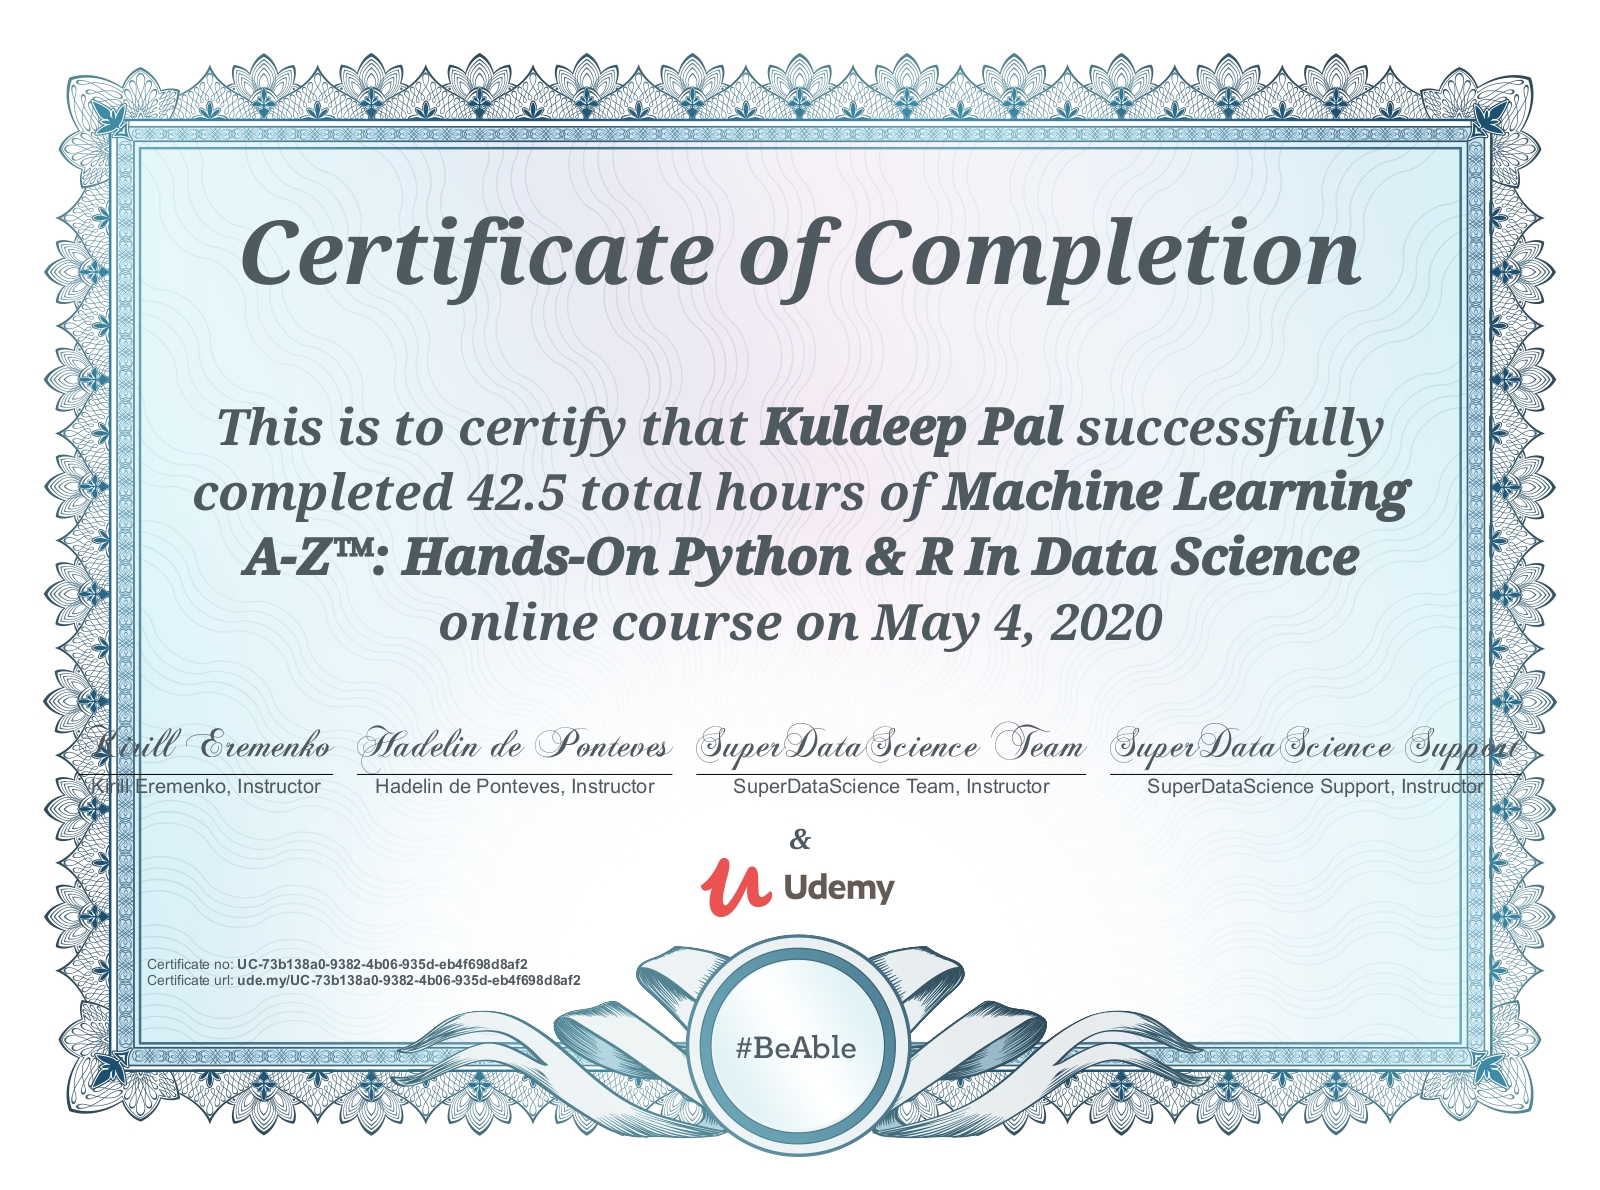 Certificate of Completion
This is to certify that Kuldeep Pal successfully
completed 42.5 total hours of Machine Learning
A-Z™: Hands-On Python & R In Data Science
online course on May 4, 2020
Kirill Eremenko Hadelin de Ponteves SuperDataScience Team SuperDataScience Support
Kirill Eremenko, Instructor Hadelin de Ponteves, Instructor SuperDataScience Team, Instructor SuperDataScience Support, Instructor
&
Udemy
Certificate no: UC-73b138a0-9382-4b06-935d-eb4f698d8af2
Certificate url: ude.my/UC-73b138a0-9382-4b06-935d-eb4f698d8af2
#BeAble